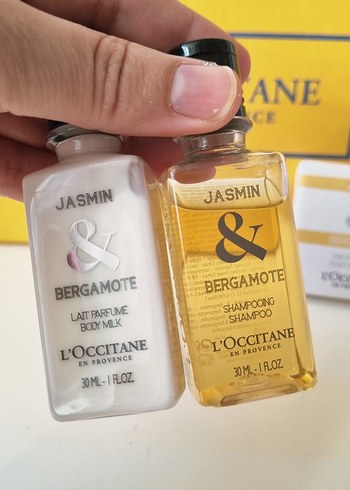 JASMIN
&
BERGAMOTE
LAIT PARFUMÉ
BODY MILK
L'OCCITANE
EN PROVENCE
30 ML - 1 FL.OZ.
JASMIN
&
BERGAMOTE
SHAMPOOING
SHAMPOO
L'OCCITANE
EN PROVENCE
30 ML - 1 FL.OZ.